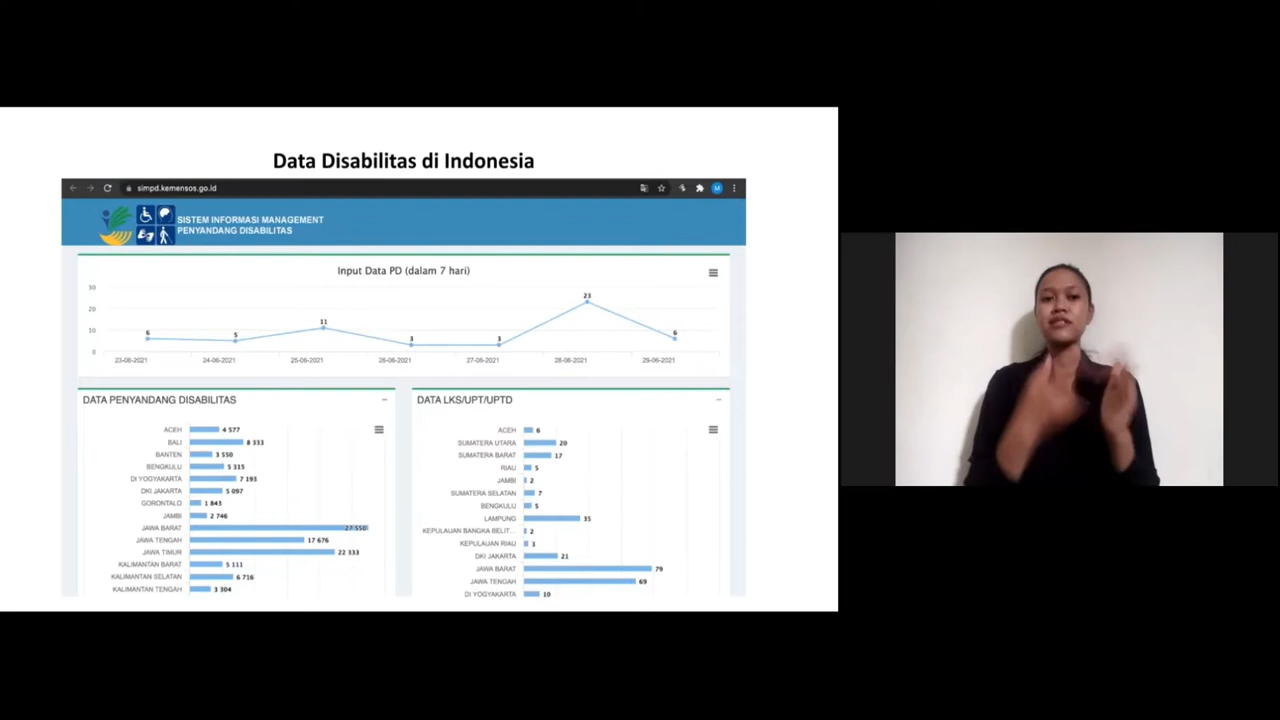 Data Disabilitas di Indonesia
simpd.kemensos.go.id
M
SISTEM INFORMASI MANAGEMENT
PENYANDANG DISABILITAS
Input Data PD (dalam 7 hari)
30
20
10
0
6
5
11
3
3
23
6
23-06-2021
24-06-2021
25-06-2021
26-06-2021
27-06-2021
28-06-2021
29-06-2021
DATA PENYANDANG DISABILITAS
ACEH 4 577
BALI 8 333
BANTEN 3 550
BENGKULU 5 315
DI YOGYAKARTA 7 193
DKI JAKARTA 5 097
GORONTALO 1 843
JAMBI 2 746
JAWA BARAT 27 550
JAWA TENGAH 17 676
JAWA TIMUR 22 333
KALIMANTAN BARAT 5 111
KALIMANTAN SELATAN 6 716
KALIMANTAN TENGAH 3 304
DATA LKS/UPT/UPTD
ACEH 6
SUMATERA UTARA 20
SUMATERA BARAT 17
RIAU 5
JAMBI 2
SUMATERA SELATAN 7
BENGKULU 5
LAMPUNG 35
KEPULAUAN BANGKA BELIT... 2
KEPULAUAN RIAU 3
DKI JAKARTA 21
JAWA BARAT 79
JAWA TENGAH 69
DI YOGYAKARTA 10